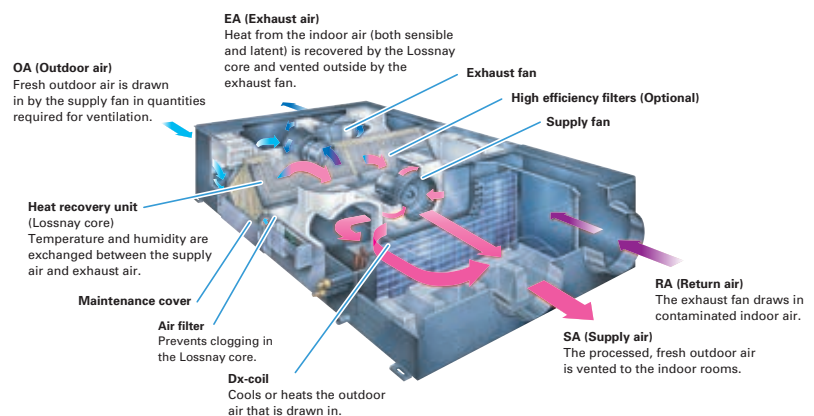 EA (Exhaust air)
Heat from the indoor air (both sensible
and latent) is recovered by the Lossnay
core and vented outside by the
exhaust fan.
OA (Outdoor air)
Fresh outdoor air is drawn
in by the supply fan in quantities
required for ventilation.
Exhaust fan
High efficiency filters (Optional)
Supply fan
Heat recovery unit
(Lossnay core)
Temperature and humidity are
exchanged between the supply
air and exhaust air.
Maintenance cover
Air filter
Prevents clogging in
the Lossnay core.
Dx-coil
Cools or heats the outdoor
air that is drawn in.
RA (Return air)
The exhaust fan draws in
contaminated indoor air.
SA (Supply air)
The processed, fresh outdoor air
is vented to the indoor rooms.